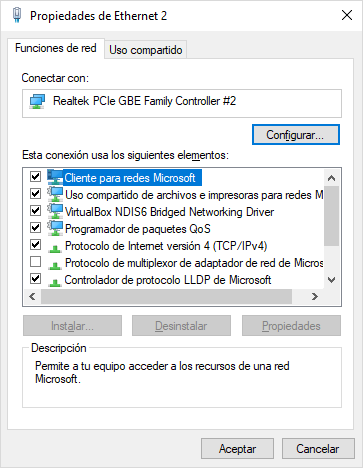 Propiedades de Ethernet 2
Funciones de red
Uso compartido
Conectar con:
Realtek PCIe GBE Family Controller #2
Configurar...
Esta conexión usa los siguientes elementos:
Cliente para redes Microsoft
Uso compartido de archivos e impresoras para redes M
VirtualBox NDIS6 Bridged Networking Driver
Programador de paquetes QoS
Protocolo de Internet versión 4 (TCP/IPv4)
Protocolo de multiplexor de adaptador de red de Micros
Controlador de protocolo LLDP de Microsoft
Instalar...
Desinstalar
Propiedades
Descripción
Permite a tu equipo acceder a los recursos de una red
Microsoft.
Aceptar
Cancelar